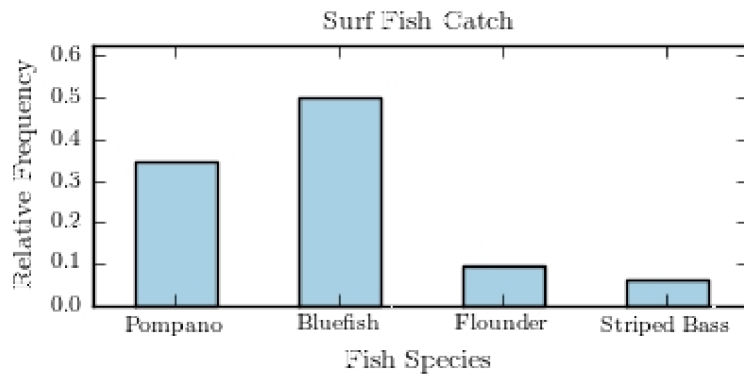 Surf Fish Catch
Relative Frequency
0.6
0.5
0.4
0.3
0.2
0.1
0.0
Pompano Bluefish Flounder Striped Bass
Fish Species